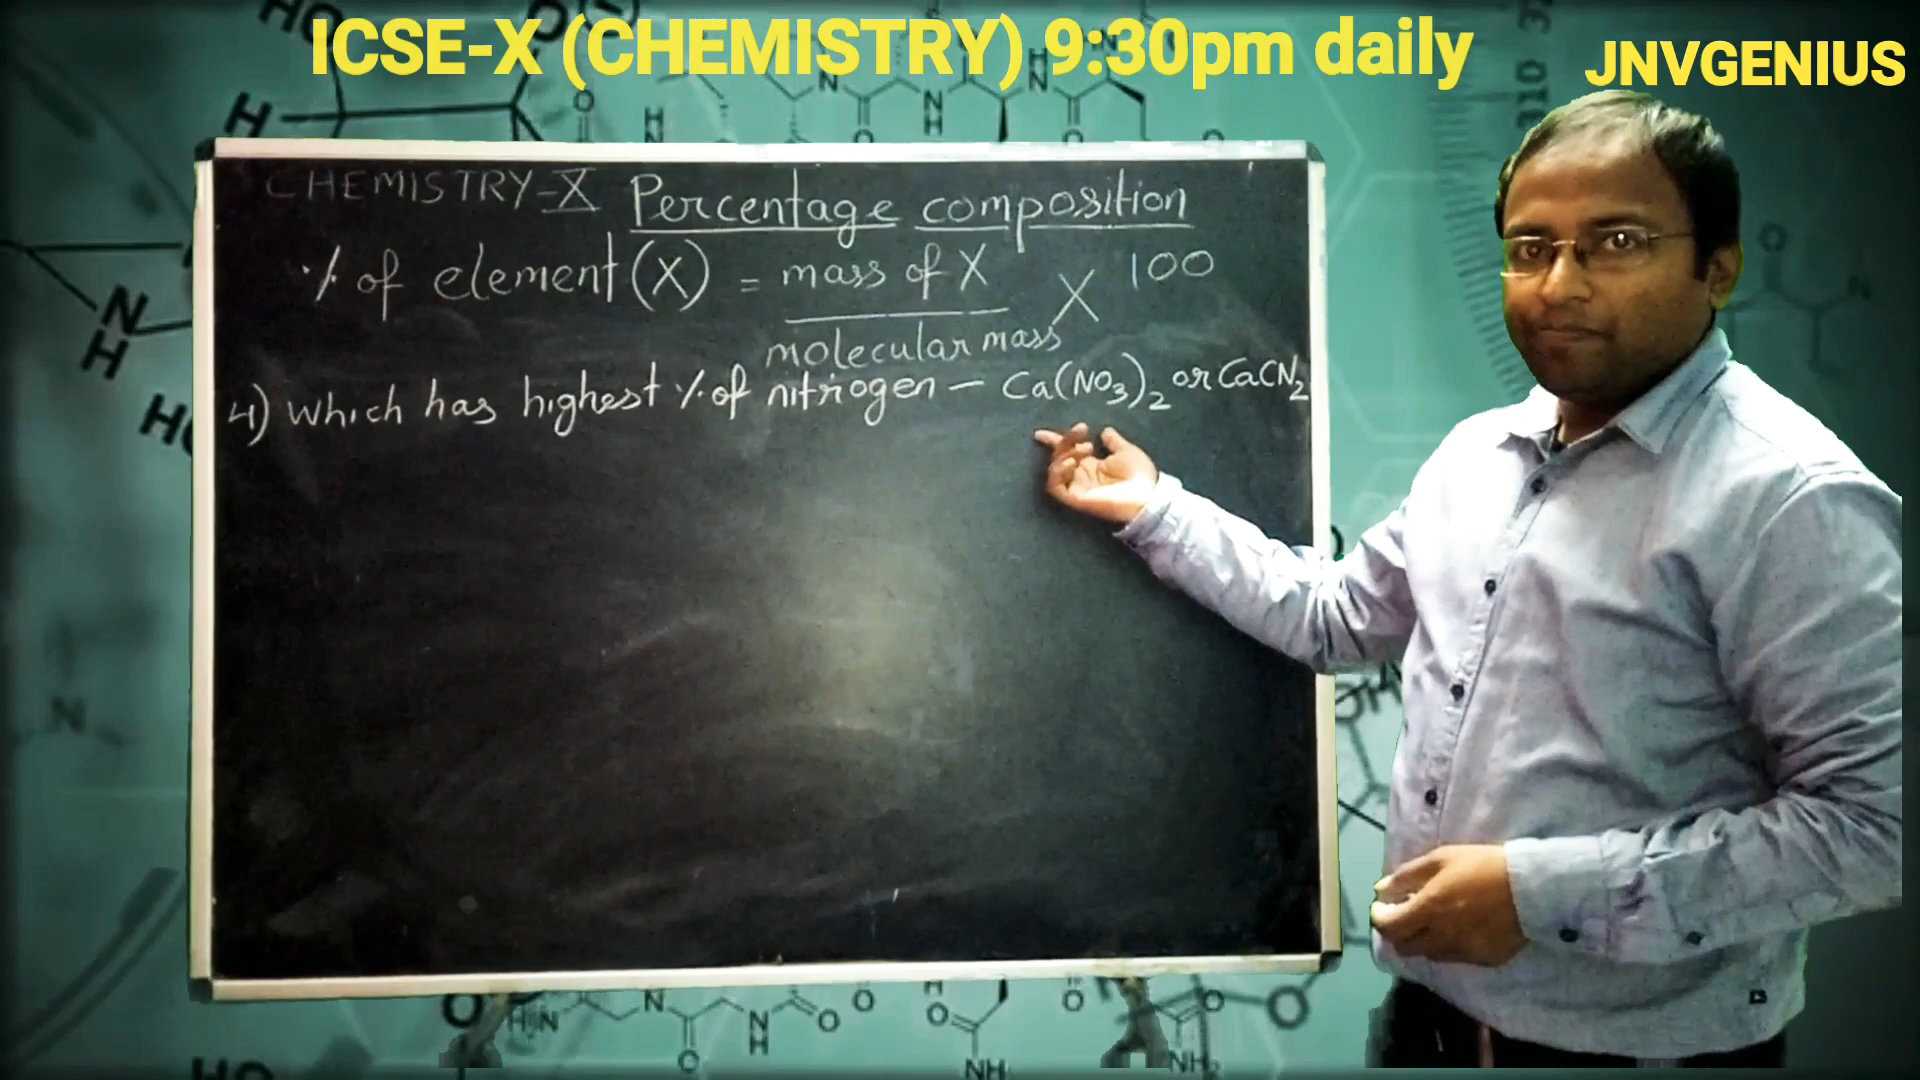 ICSE-X (CHEMISTRY) 9:30pm daily
JNVGENIUS
CHEMISTRY-X Percentage composition
% of element (X) = mass of X / molecular mass X 100
4) Which has highest % of nitrogen — Ca(NO3)2 or CaCN2